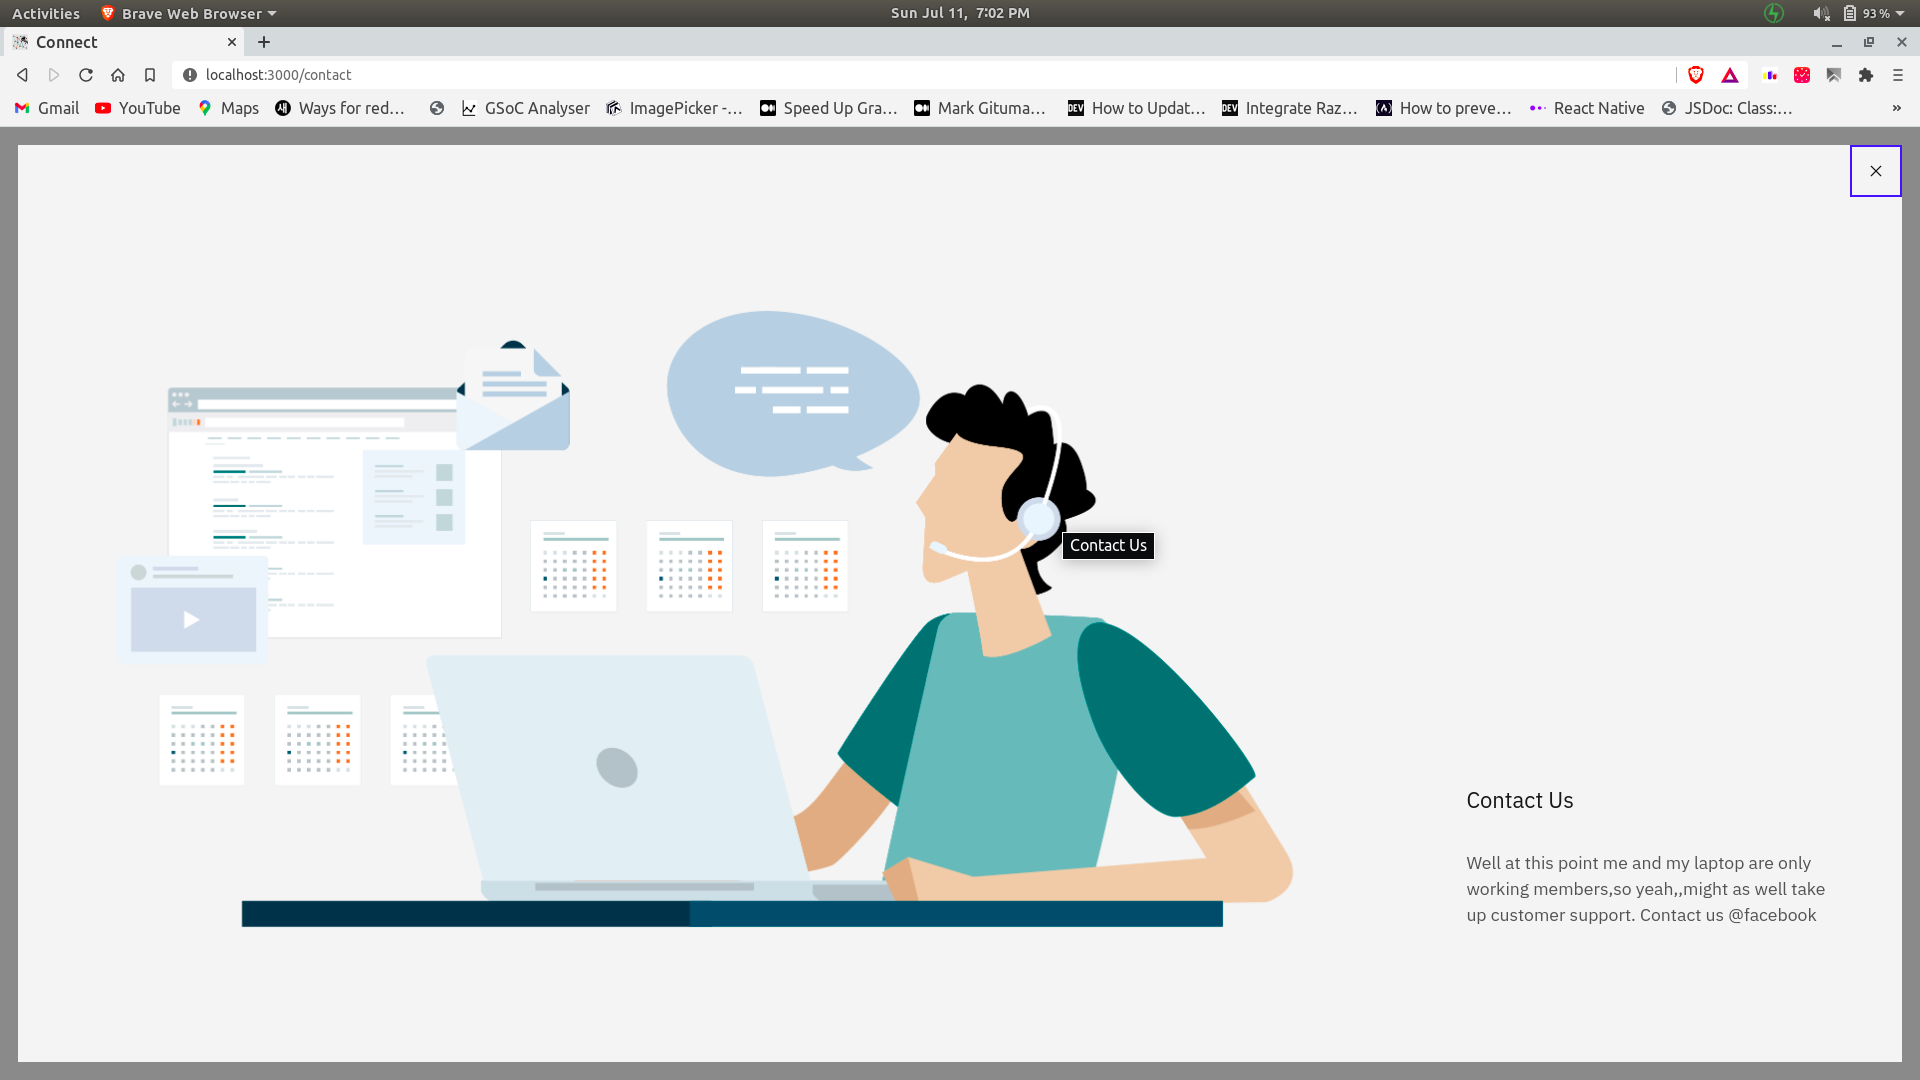 Activities
Brave Web Browser
Sun Jul 11, 7:02 PM
93 %
Connect
localhost:3000/contact
Gmail
YouTube
Maps
Ways for red…
GSoC Analyser
ImagePicker -…
Speed Up Gra…
Mark Gituma…
DEV
How to Updat…
DEV
Integrate Raz…
How to preve…
React Native
JSDoc: Class:…
»
Contact Us
Contact Us
Well at this point me and my laptop are only
working members,so yeah,,might as well take
up customer support. Contact us @facebook